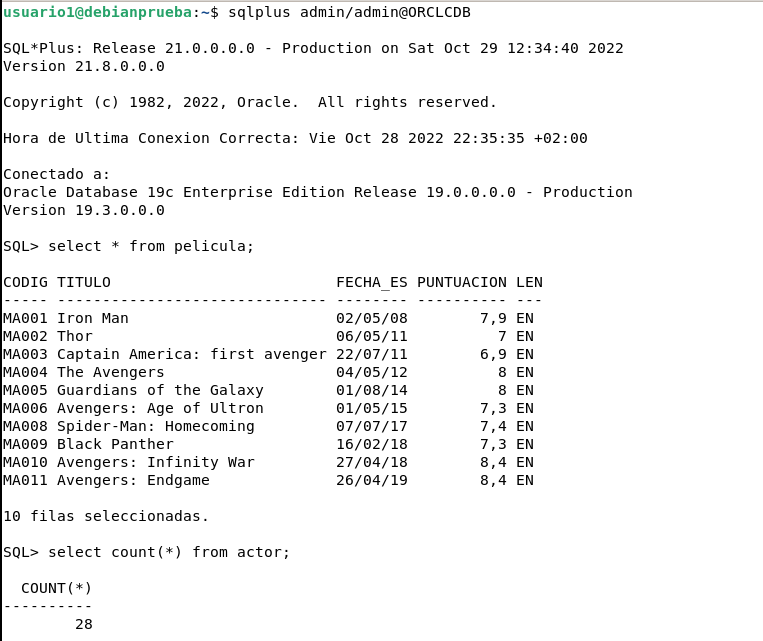 usuario1@debianprueba:~$ sqlplus admin/admin@ORCLCDB
SQL*Plus: Release 21.0.0.0.0 - Production on Sat Oct 29 12:34:40 2022
Version 21.8.0.0.0
Copyright (c) 1982, 2022, Oracle.  All rights reserved.
Hora de Ultima Conexion Correcta: Vie Oct 28 2022 22:35:35 +02:00
Conectado a:
Oracle Database 19c Enterprise Edition Release 19.0.0.0.0 - Production
Version 19.3.0.0.0
SQL> select * from pelicula;
CODIG TITULO                         FECHA_ES PUNTUACION LEN
----- ------------------------------ -------- ---------- ---
MA001 Iron Man                       02/05/08        7,9 EN
MA002 Thor                           06/05/11          7 EN
MA003 Captain America: first avenger 22/07/11        6,9 EN
MA004 The Avengers                   04/05/12          8 EN
MA005 Guardians of the Galaxy        01/08/14          8 EN
MA006 Avengers: Age of Ultron        01/05/15        7,3 EN
MA008 Spider-Man: Homecoming         07/07/17        7,4 EN
MA009 Black Panther                  16/02/18        7,3 EN
MA010 Avengers: Infinity War         27/04/18        8,4 EN
MA011 Avengers: Endgame              26/04/19        8,4 EN
10 filas seleccionadas.
SQL> select count(*) from actor;
  COUNT(*)
----------
        28